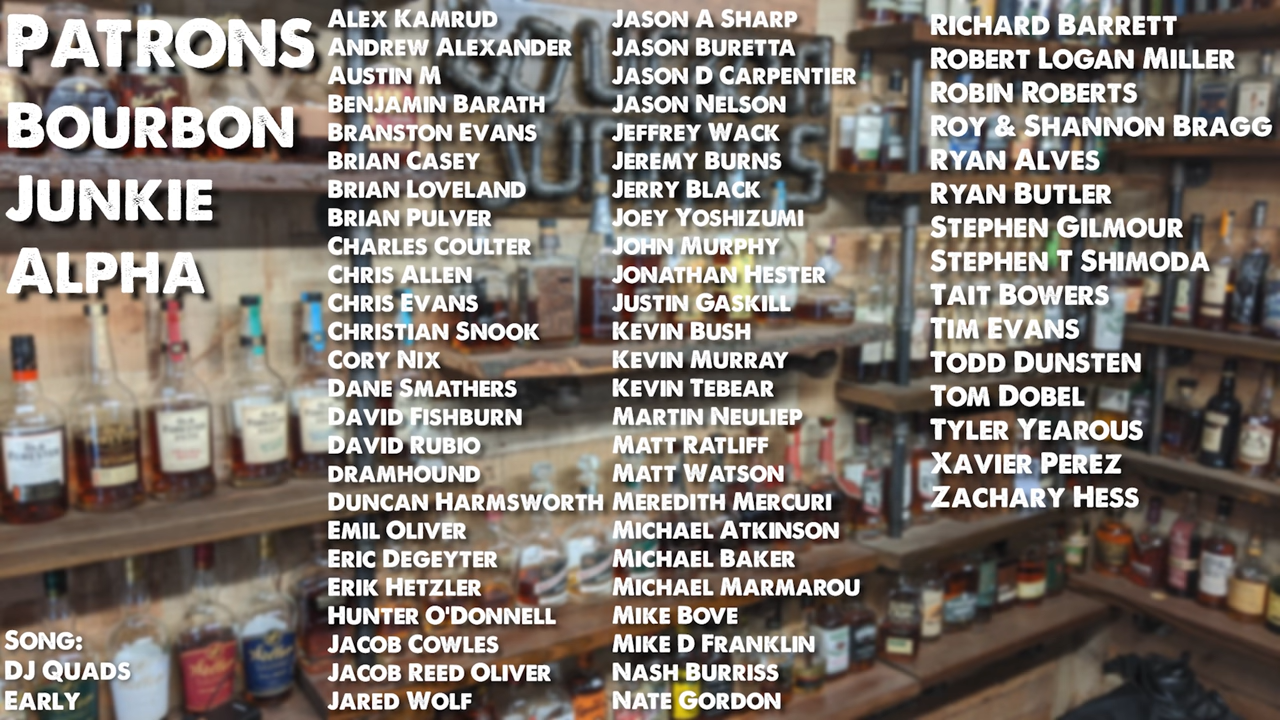 Patrons
Bourbon
Junkie
Alpha
Song:
DJ Quads
Early
Alex Kamrud
Andrew Alexander
Austin M
Benjamin Barath
Branston Evans
Brian Casey
Brian Loveland
Brian Pulver
Charles Coulter
Chris Allen
Chris Evans
Christian Snook
Cory Nix
Dane Smathers
David Fishburn
David Rubio
dramhound
Duncan Harmsworth
Emil Oliver
Eric Degeyter
Erik Hetzler
Hunter O'Donnell
Jacob Cowles
Jacob Reed Oliver
Jared Wolf
Jason A Sharp
Jason Buretta
Jason D Carpentier
Jason Nelson
Jeffrey Wack
Jeremy Burns
Jerry Black
Joey Yoshizumi
John Murphy
Jonathan Hester
Justin Gaskill
Kevin Bush
Kevin Murray
Kevin Tebear
Martin Neuliep
Matt Ratliff
Matt Watson
Meredith Mercuri
Michael Atkinson
Michael Baker
Michael Marmarou
Mike Bove
Mike D Franklin
Nash Burriss
Nate Gordon
Richard Barrett
Robert Logan Miller
Robin Roberts
Roy & Shannon Bragg
Ryan Alves
Ryan Butler
Stephen Gilmour
Stephen T Shimoda
Tait Bowers
Tim Evans
Todd Dunsten
Tom Dobel
Tyler Yearous
Xavier Perez
Zachary Hess